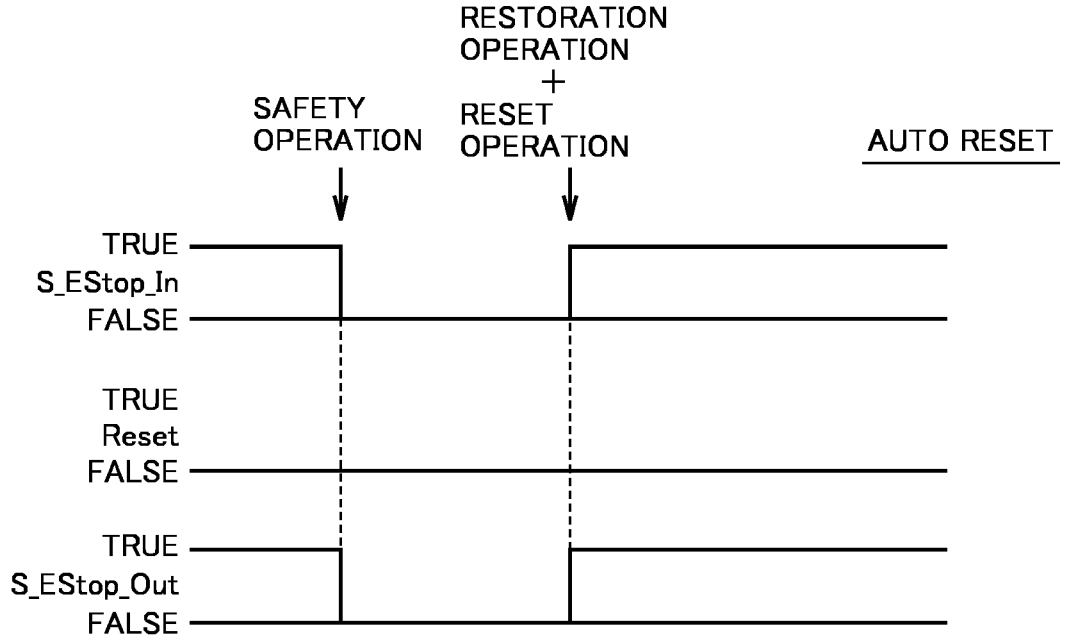 RESTORATION
OPERATION
+
SAFETY
OPERATION
RESET
OPERATION
AUTO RESET
TRUE
S_EStop_In
FALSE
TRUE
Reset
FALSE
TRUE
S_EStop_Out
FALSE